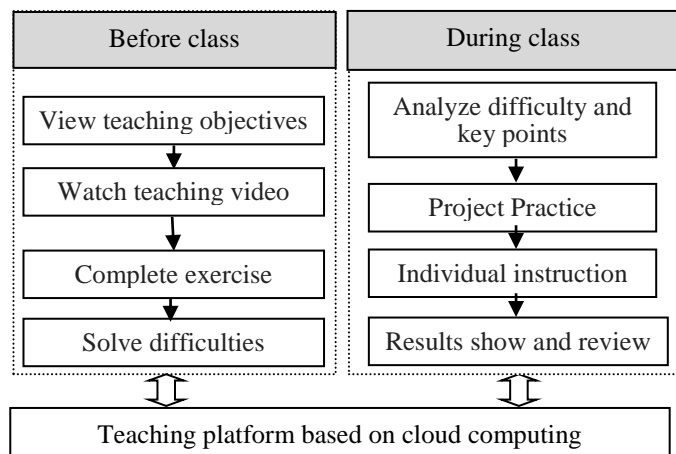 Before class
View teaching objectives
Watch teaching video
Complete exercise
Solve difficulties
During class
Analyze difficulty and
key points
Project Practice
Individual instruction
Results show and review
Teaching platform based on cloud computing